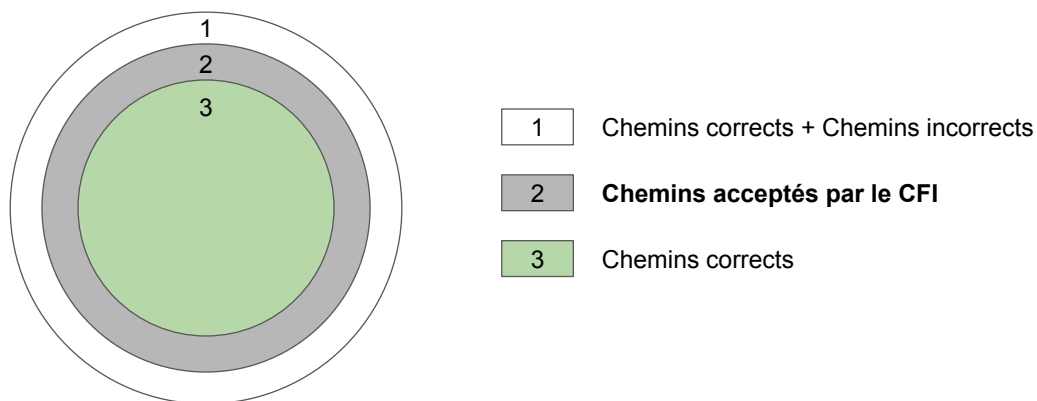 1
2
3
1 Chemins corrects + Chemins incorrects
2 Chemins acceptés par le CFI
3 Chemins corrects